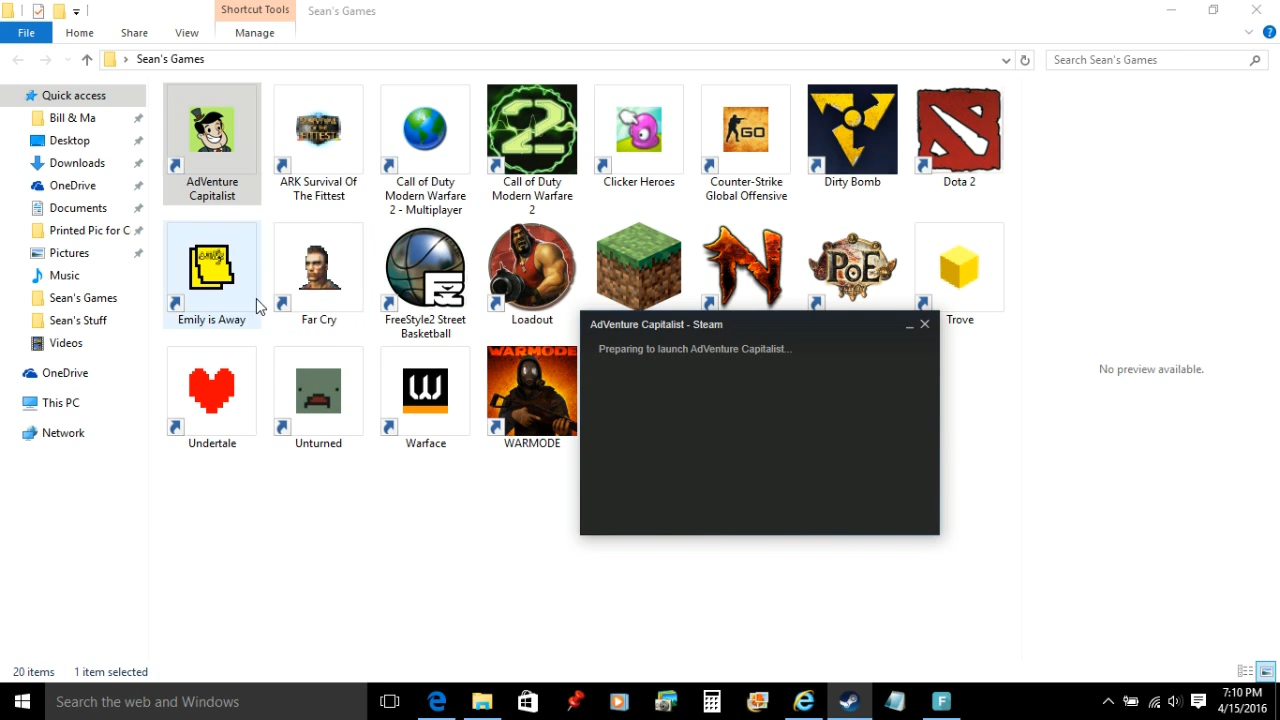 Shortcut Tools
Sean's Games
File
Home
Share
View
Manage
Sean's Games
Search Sean's Games
Quick access
Bill & Ma
Desktop
Downloads
OneDrive
Documents
Printed Pic for C
Pictures
Music
Sean's Games
Sean's Stuff
Videos
OneDrive
This PC
Network
AdVenture
Capitalist
ARK Survival Of
The Fittest
Call of Duty
Modern Warfare
2 - Multiplayer
2
Call of Duty
Modern Warfare
2
Clicker Heroes
GO
Counter-Strike
Global Offensive
Dirty Bomb
Dota 2
emily
Emily is Away
Far Cry
FreeStyle2 Street
Basketball
Loadout
N
PoE
Trove
Undertale
Unturned
W
Warface
WARMODE
WARMODE
AdVenture Capitalist - Steam
Preparing to launch AdVenture Capitalist...
No preview available.
20 items
1 item selected
Search the web and Windows
F
7:10 PM
4/15/2016